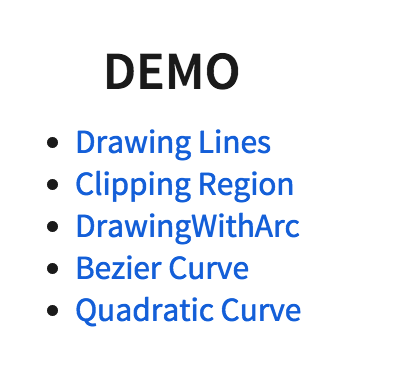 DEMO
Drawing Lines
Clipping Region
DrawingWithArc
Bezier Curve
Quadratic Curve